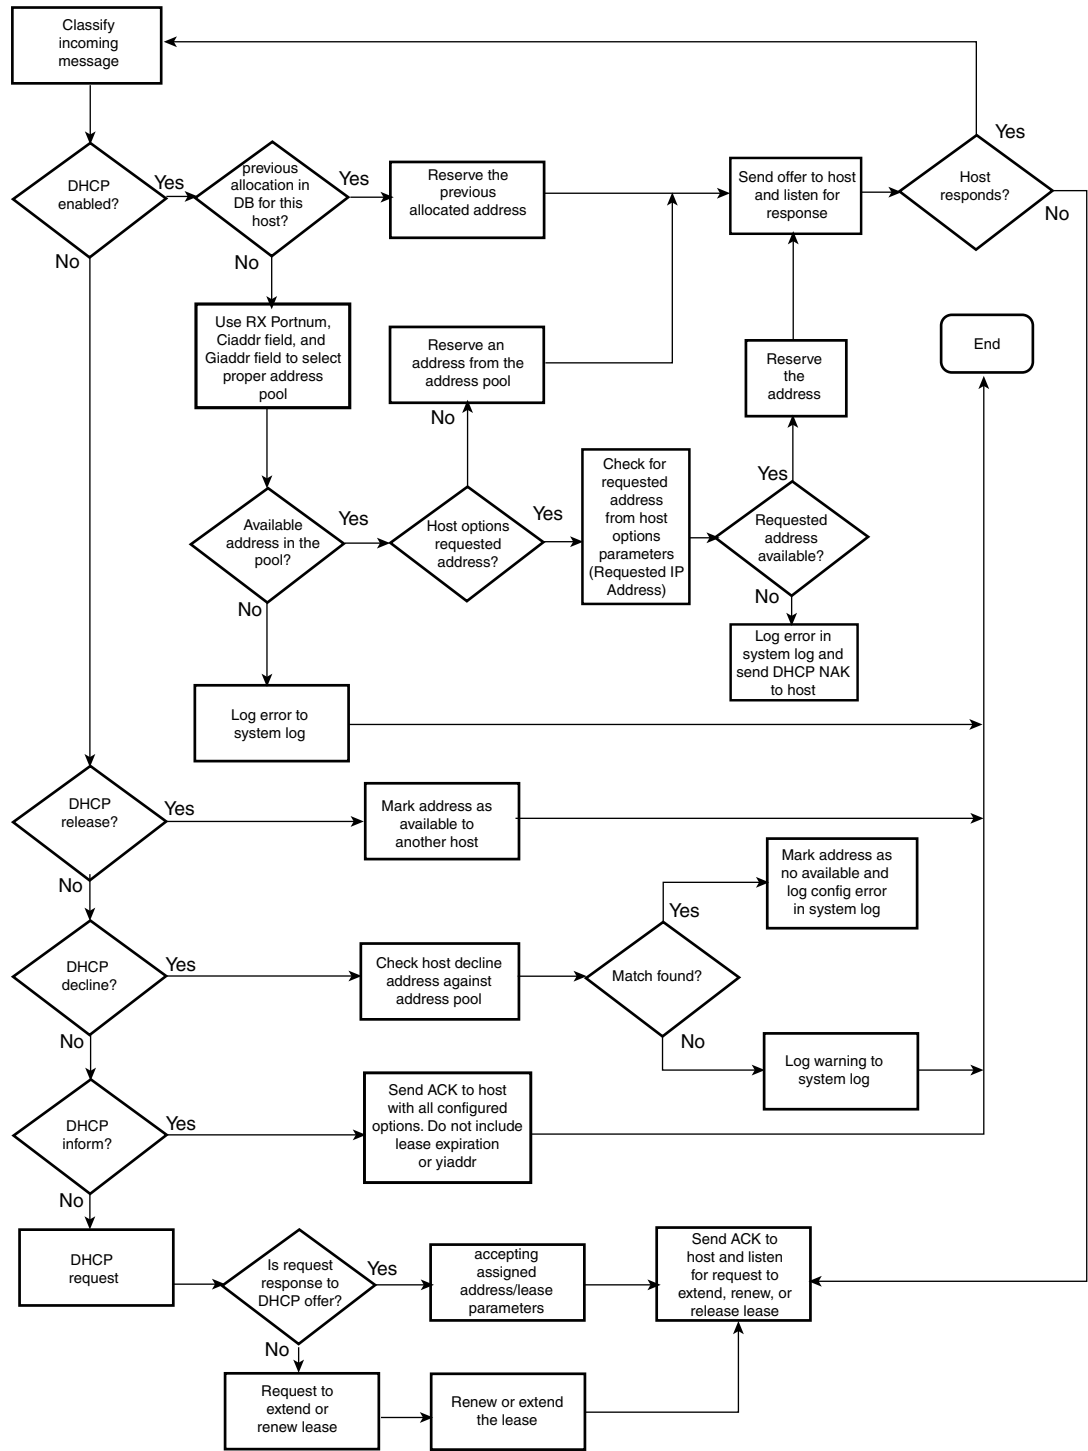 Classify
incoming
message
Yes
DHCP
enabled?
Yes
previous
allocation in
DB for this
host?
Yes
Reserve the
previous
allocated address
Send offer to host
and listen for
response
Host
responds?
No
No
No
Use RX Portnum,
Ciaddr field, and
Giaddr field to select
proper address
pool
Reserve an
address from the
address pool
Reserve
the
address
End
No
Yes
Available
address in the
pool?
Yes
Host options
requested
address?
Yes
Check for
requested
address
from host
options
parameters
(Requested IP
Address)
Requested
address
available?
No
No
Log error in
system log and
send DHCP NAK
to host
Log error to
system log
DHCP
release?
Yes
Mark address as
available to
another host
No
Mark address as
no available and
log config error
in system log
Yes
DHCP
decline?
Yes
Check host decline
address against
address pool
Match found?
No
No
Log warning to
system log
DHCP
inform?
Yes
Send ACK to host
with all configured
options. Do not include
lease expiration
or yiaddr
No
DHCP
request
Is request
response to
DHCP offer?
Yes
accepting
assigned
address/lease
parameters
Send ACK to
host and listen
for request to
extend, renew, or
release lease
No
Request to
extend or
renew lease
Renew or extend
the lease